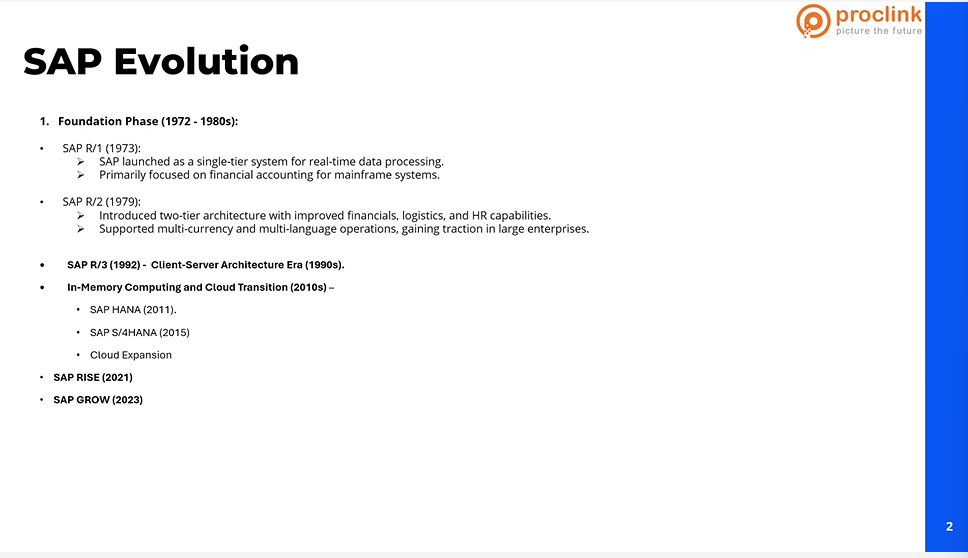 proclink
picture the future
SAP Evolution
1. Foundation Phase (1972 - 1980s):
• SAP R/1 (1973):
➢ SAP launched as a single-tier system for real-time data processing.
➢ Primarily focused on financial accounting for mainframe systems.
• SAP R/2 (1979):
➢ Introduced two-tier architecture with improved financials, logistics, and HR capabilities.
➢ Supported multi-currency and multi-language operations, gaining traction in large enterprises.
• SAP R/3 (1992) - Client-Server Architecture Era (1990s).
• In-Memory Computing and Cloud Transition (2010s) –
• SAP HANA (2011).
• SAP S/4HANA (2015)
• Cloud Expansion
• SAP RISE (2021)
• SAP GROW (2023)
2